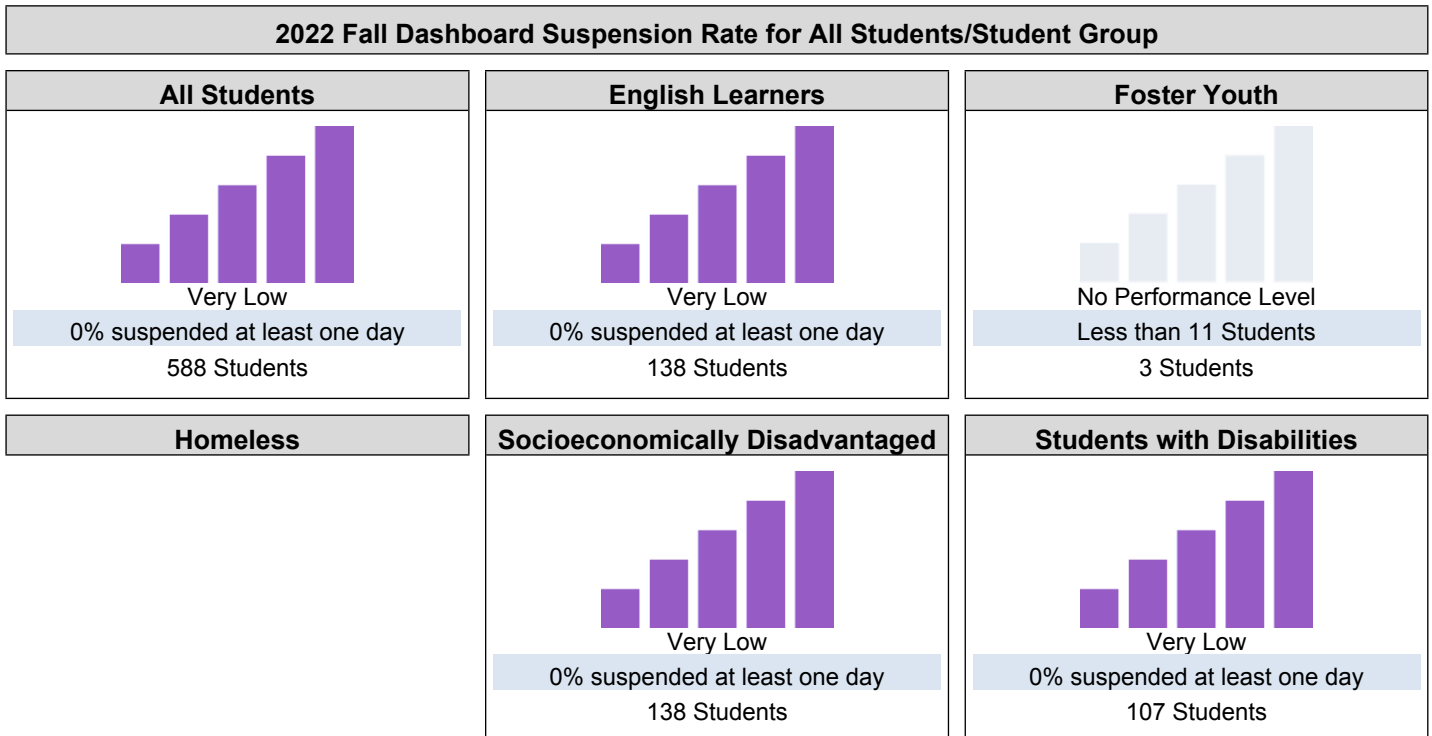 2022 Fall Dashboard Suspension Rate for All Students/Student Group
All Students
Very Low
0% suspended at least one day
588 Students
English Learners
Very Low
0% suspended at least one day
138 Students
Foster Youth
No Performance Level
Less than 11 Students
3 Students
Homeless
Socioeconomically Disadvantaged
Very Low
0% suspended at least one day
138 Students
Students with Disabilities
Very Low
0% suspended at least one day
107 Students